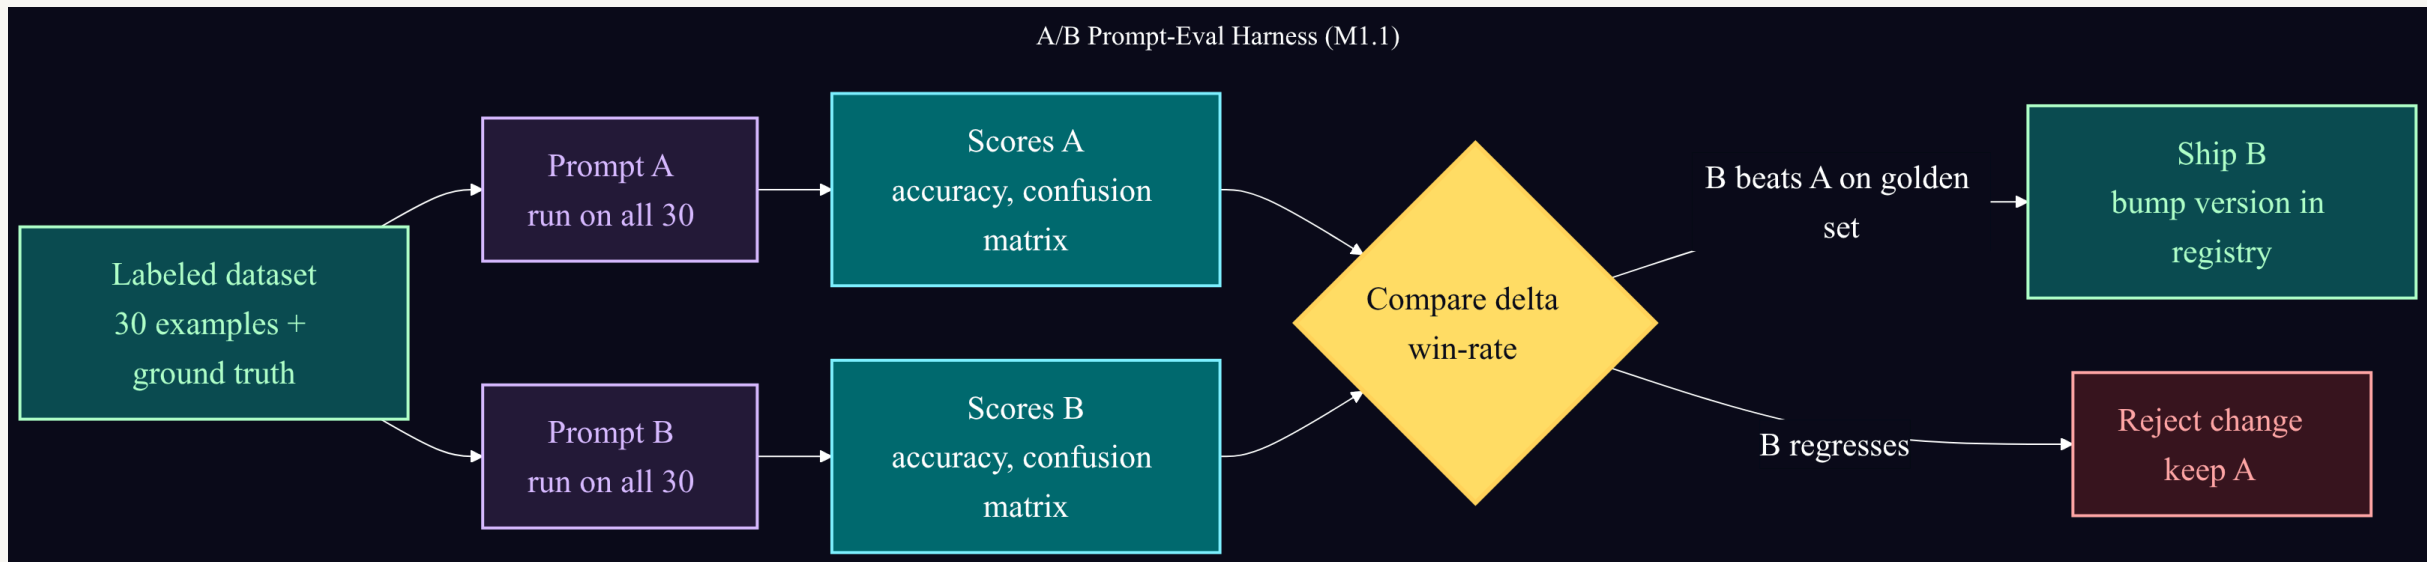 A/B Prompt-Eval Harness (M1.1)
Labeled dataset
30 examples +
ground truth
Prompt A
run on all 30
Scores A
accuracy, confusion
matrix
Prompt B
run on all 30
Scores B
accuracy, confusion
matrix
Compare delta
win-rate
B beats A on golden
set
Ship B
bump version in
registry
B regresses
Reject change
keep A